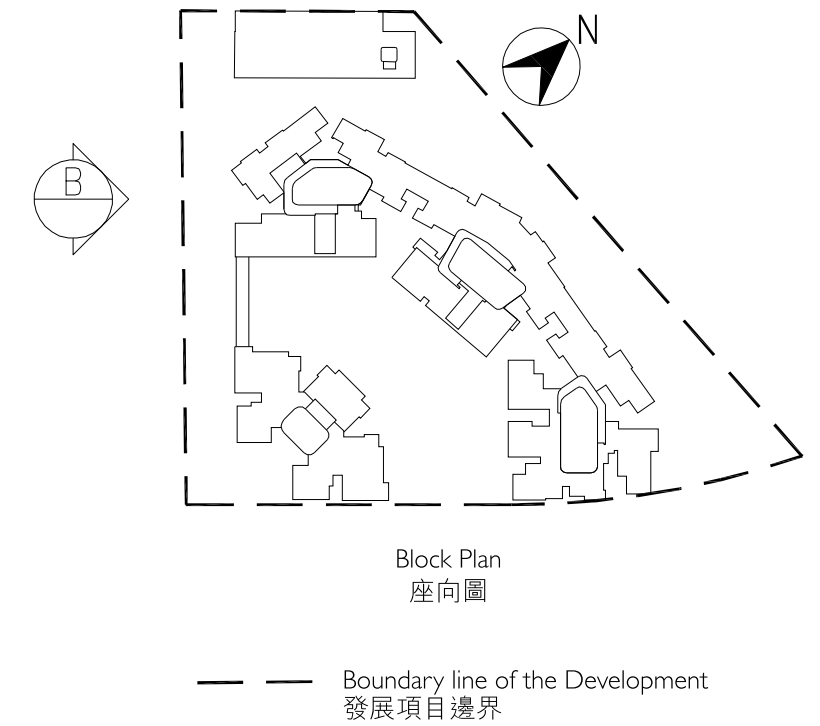 N
B
Block Plan
座向圖
Boundary line of the Development
發展項目邊界